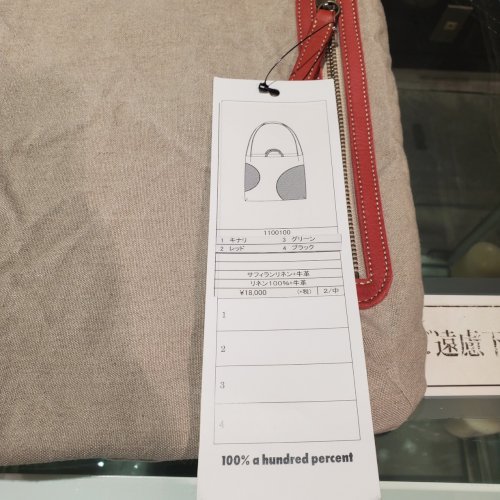 1100100
1 キナリ 3 グリーン
2 レッド 4 ブラック
サフィランリネン+牛革
リネン100%+牛革
¥18,000 (+税) 2/中
1
2
3
4
100% a hundred percent
遠慮